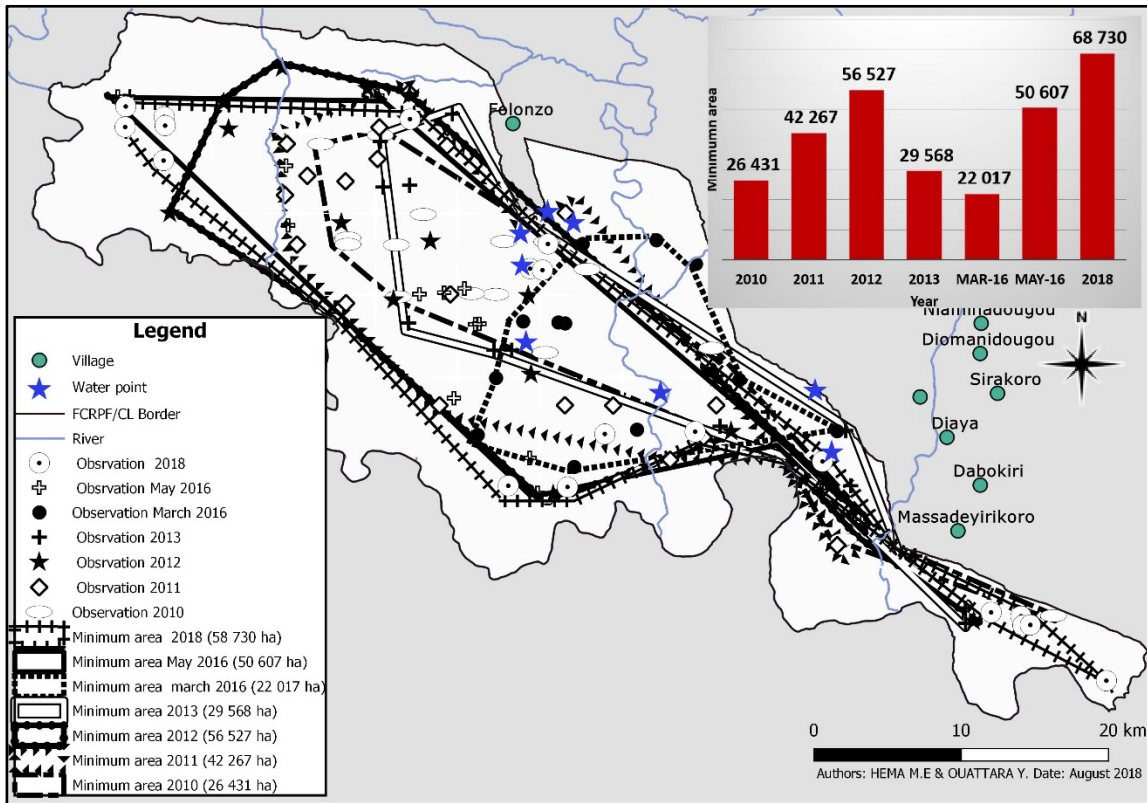 68 730
56 527
50 607
42 267
29 568
26 431
22 017
Minimumn area
2010 2011 2012 2013 MAR-16 MAY-16 2018
Year
Folonzo
Niaminadougou
Diomanidougou
N
Sirakoro
Diaya
Dabokiri
Massadeyirikoro
Legend
Village
Water point
FCRPF/CL Border
River
Obsrvation 2018
Obsrvation May 2016
Observation March 2016
Obsrvation 2013
Obsrvation 2012
Obsrvation 2011
Observation 2010
Minimum area 2018 (58 730 ha)
Minimum area May 2016 (50 607 ha)
Minimum area march 2016 (22 017 ha)
Minimum area 2013 (29 568 ha)
Minimum area 2012 (56 527 ha)
Minimum area 2011 (42 267 ha)
Minimum area 2010 (26 431 ha)
0 10 20 km
Authors: HEMA M.E & OUATTARA Y. Date: August 2018